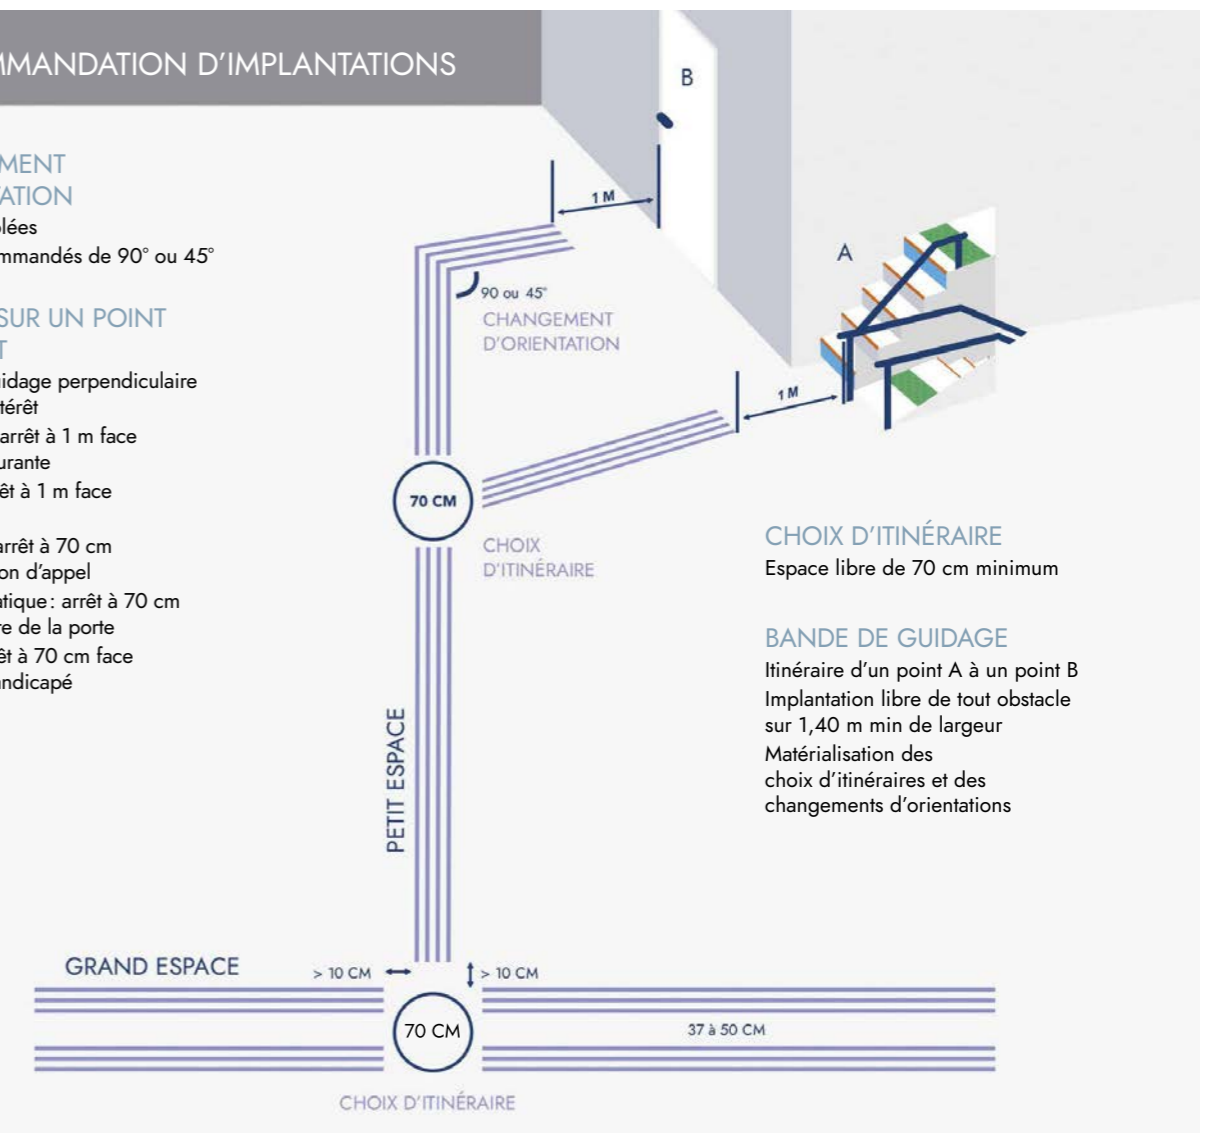 MMANDATION D'IMPLANTATIONS
MENT
TATION
lées
mmandés de 90° ou 45°
SUR UN POINT
T
uidage perpendiculaire
térêt
arrêt à 1 m face
urante
êt à 1 m face
arrêt à 70 cm
on d'appel
atique : arrêt à 70 cm
re de la porte
êt à 70 cm face
andicapé
B
1 M
A
90 ou 45°
CHANGEMENT
D'ORIENTATION
1 M
70 CM
CHOIX
D'ITINÉRAIRE
CHOIX D'ITINÉRAIRE
Espace libre de 70 cm minimum
BANDE DE GUIDAGE
Itinéraire d'un point A à un point B
Implantation libre de tout obstacle
sur 1,40 m min de largeur
Matérialisation des
choix d'itinéraires et des
changements d'orientations
PETIT ESPACE
GRAND ESPACE
> 10 CM
> 10 CM
70 CM
37 à 50 CM
CHOIX D'ITINÉRAIRE